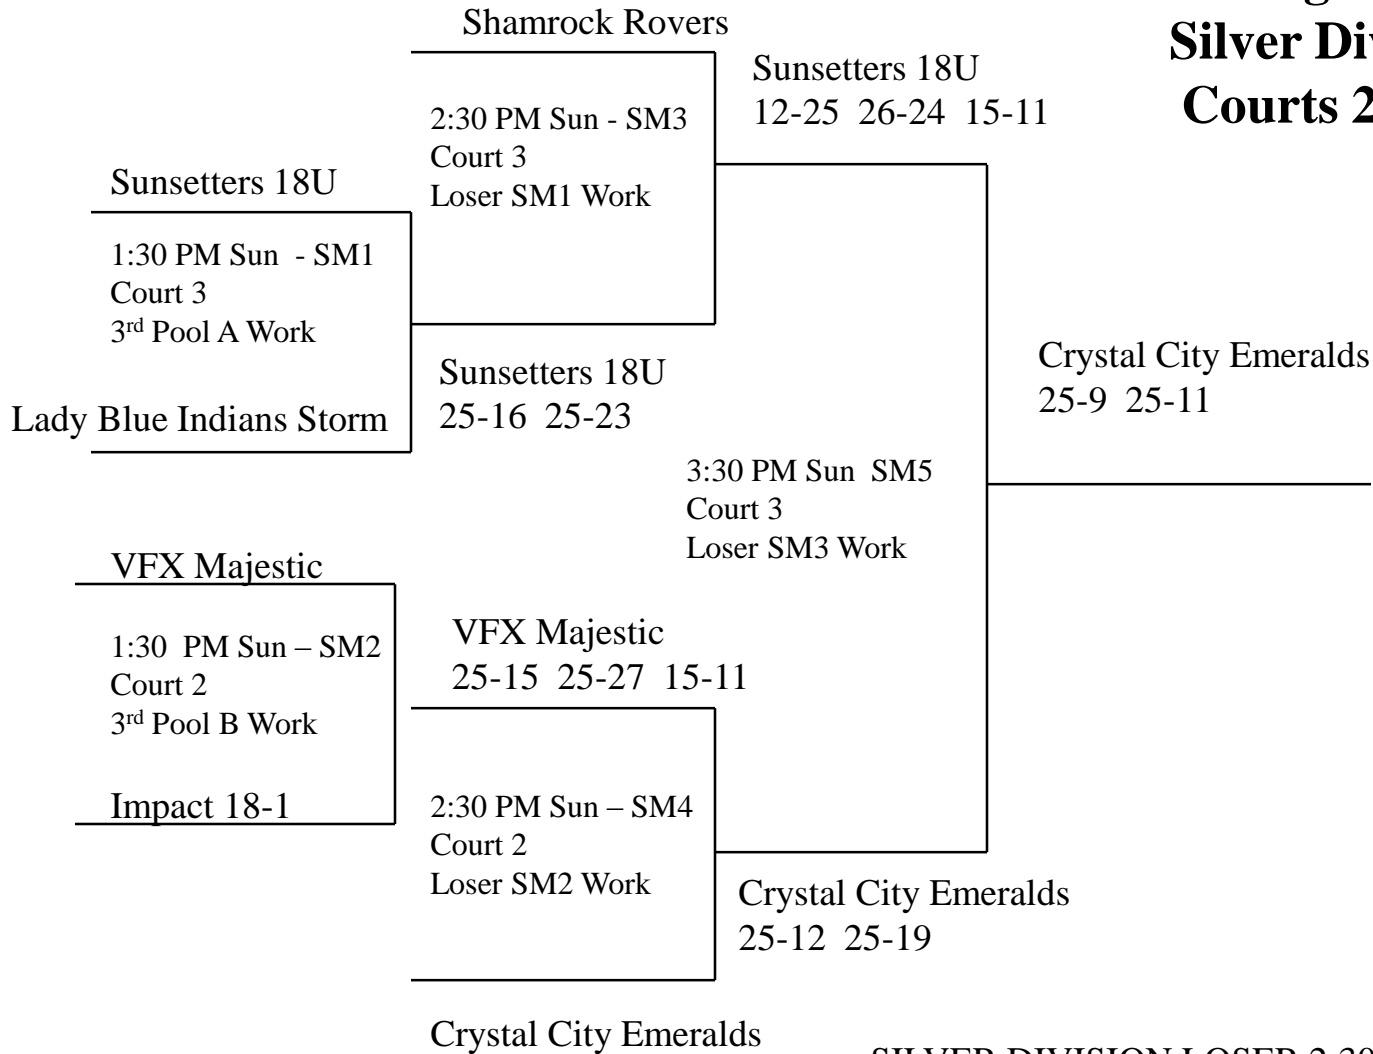 Shamrock Rovers
Silver Div
Courts 2
Sunsetters 18U
12-25 26-24 15-11
2:30 PM Sun - SM3
Court 3
Loser SM1 Work
Sunsetters 18U
1:30 PM Sun - SM1
Court 3
3rd Pool A Work
Lady Blue Indians Storm
Sunsetters 18U
25-16 25-23
Crystal City Emeralds
25-9 25-11
3:30 PM Sun SM5
Court 3
Loser SM3 Work
VFX Majestic
1:30 PM Sun – SM2
Court 2
3rd Pool B Work
Impact 18-1
VFX Majestic
25-15 25-27 15-11
2:30 PM Sun – SM4
Court 2
Loser SM2 Work
Crystal City Emeralds
25-12 25-19
Crystal City Emeralds
SILVER DIVISION LOSER 2:30